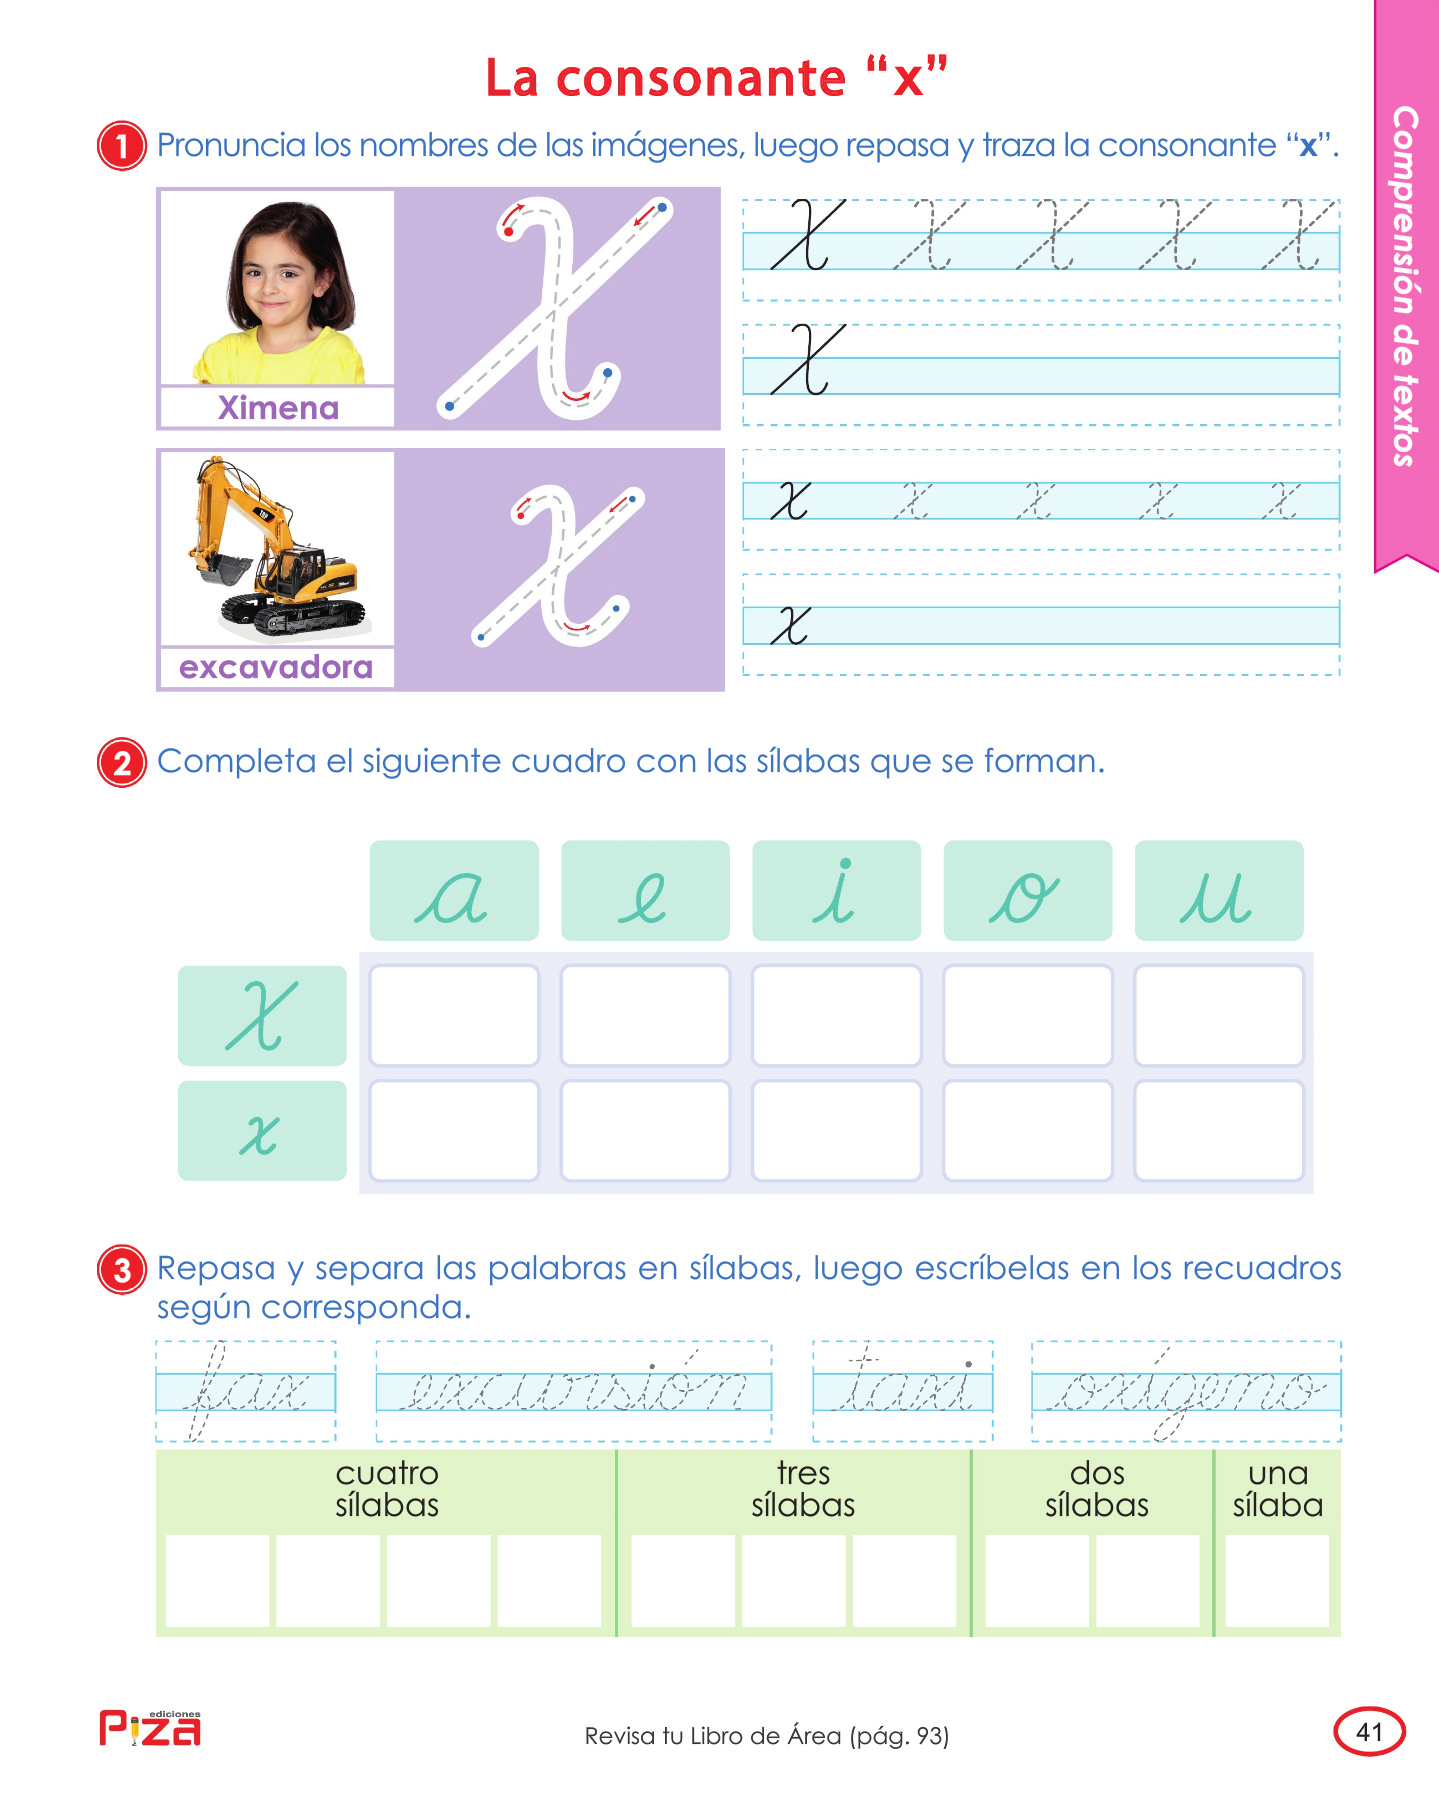 La consonante “x”
Comprensión de textos
1 Pronuncia los nombres de las imágenes, luego repasa y traza la consonante “x”.
X X X X X X
Ximena
X
x x x x x x
excavadora
x
2 Completa el siguiente cuadro con las sílabas que se forman.
a e i o u
X
x
3 Repasa y separa las palabras en sílabas, luego escríbelas en los recuadros
según corresponda.
fax excursión taxi oxígeno
cuatro sílabas
tres sílabas
dos sílabas
una sílaba
ediciones
Piza
Revisa tu Libro de Área (pág. 93)
41